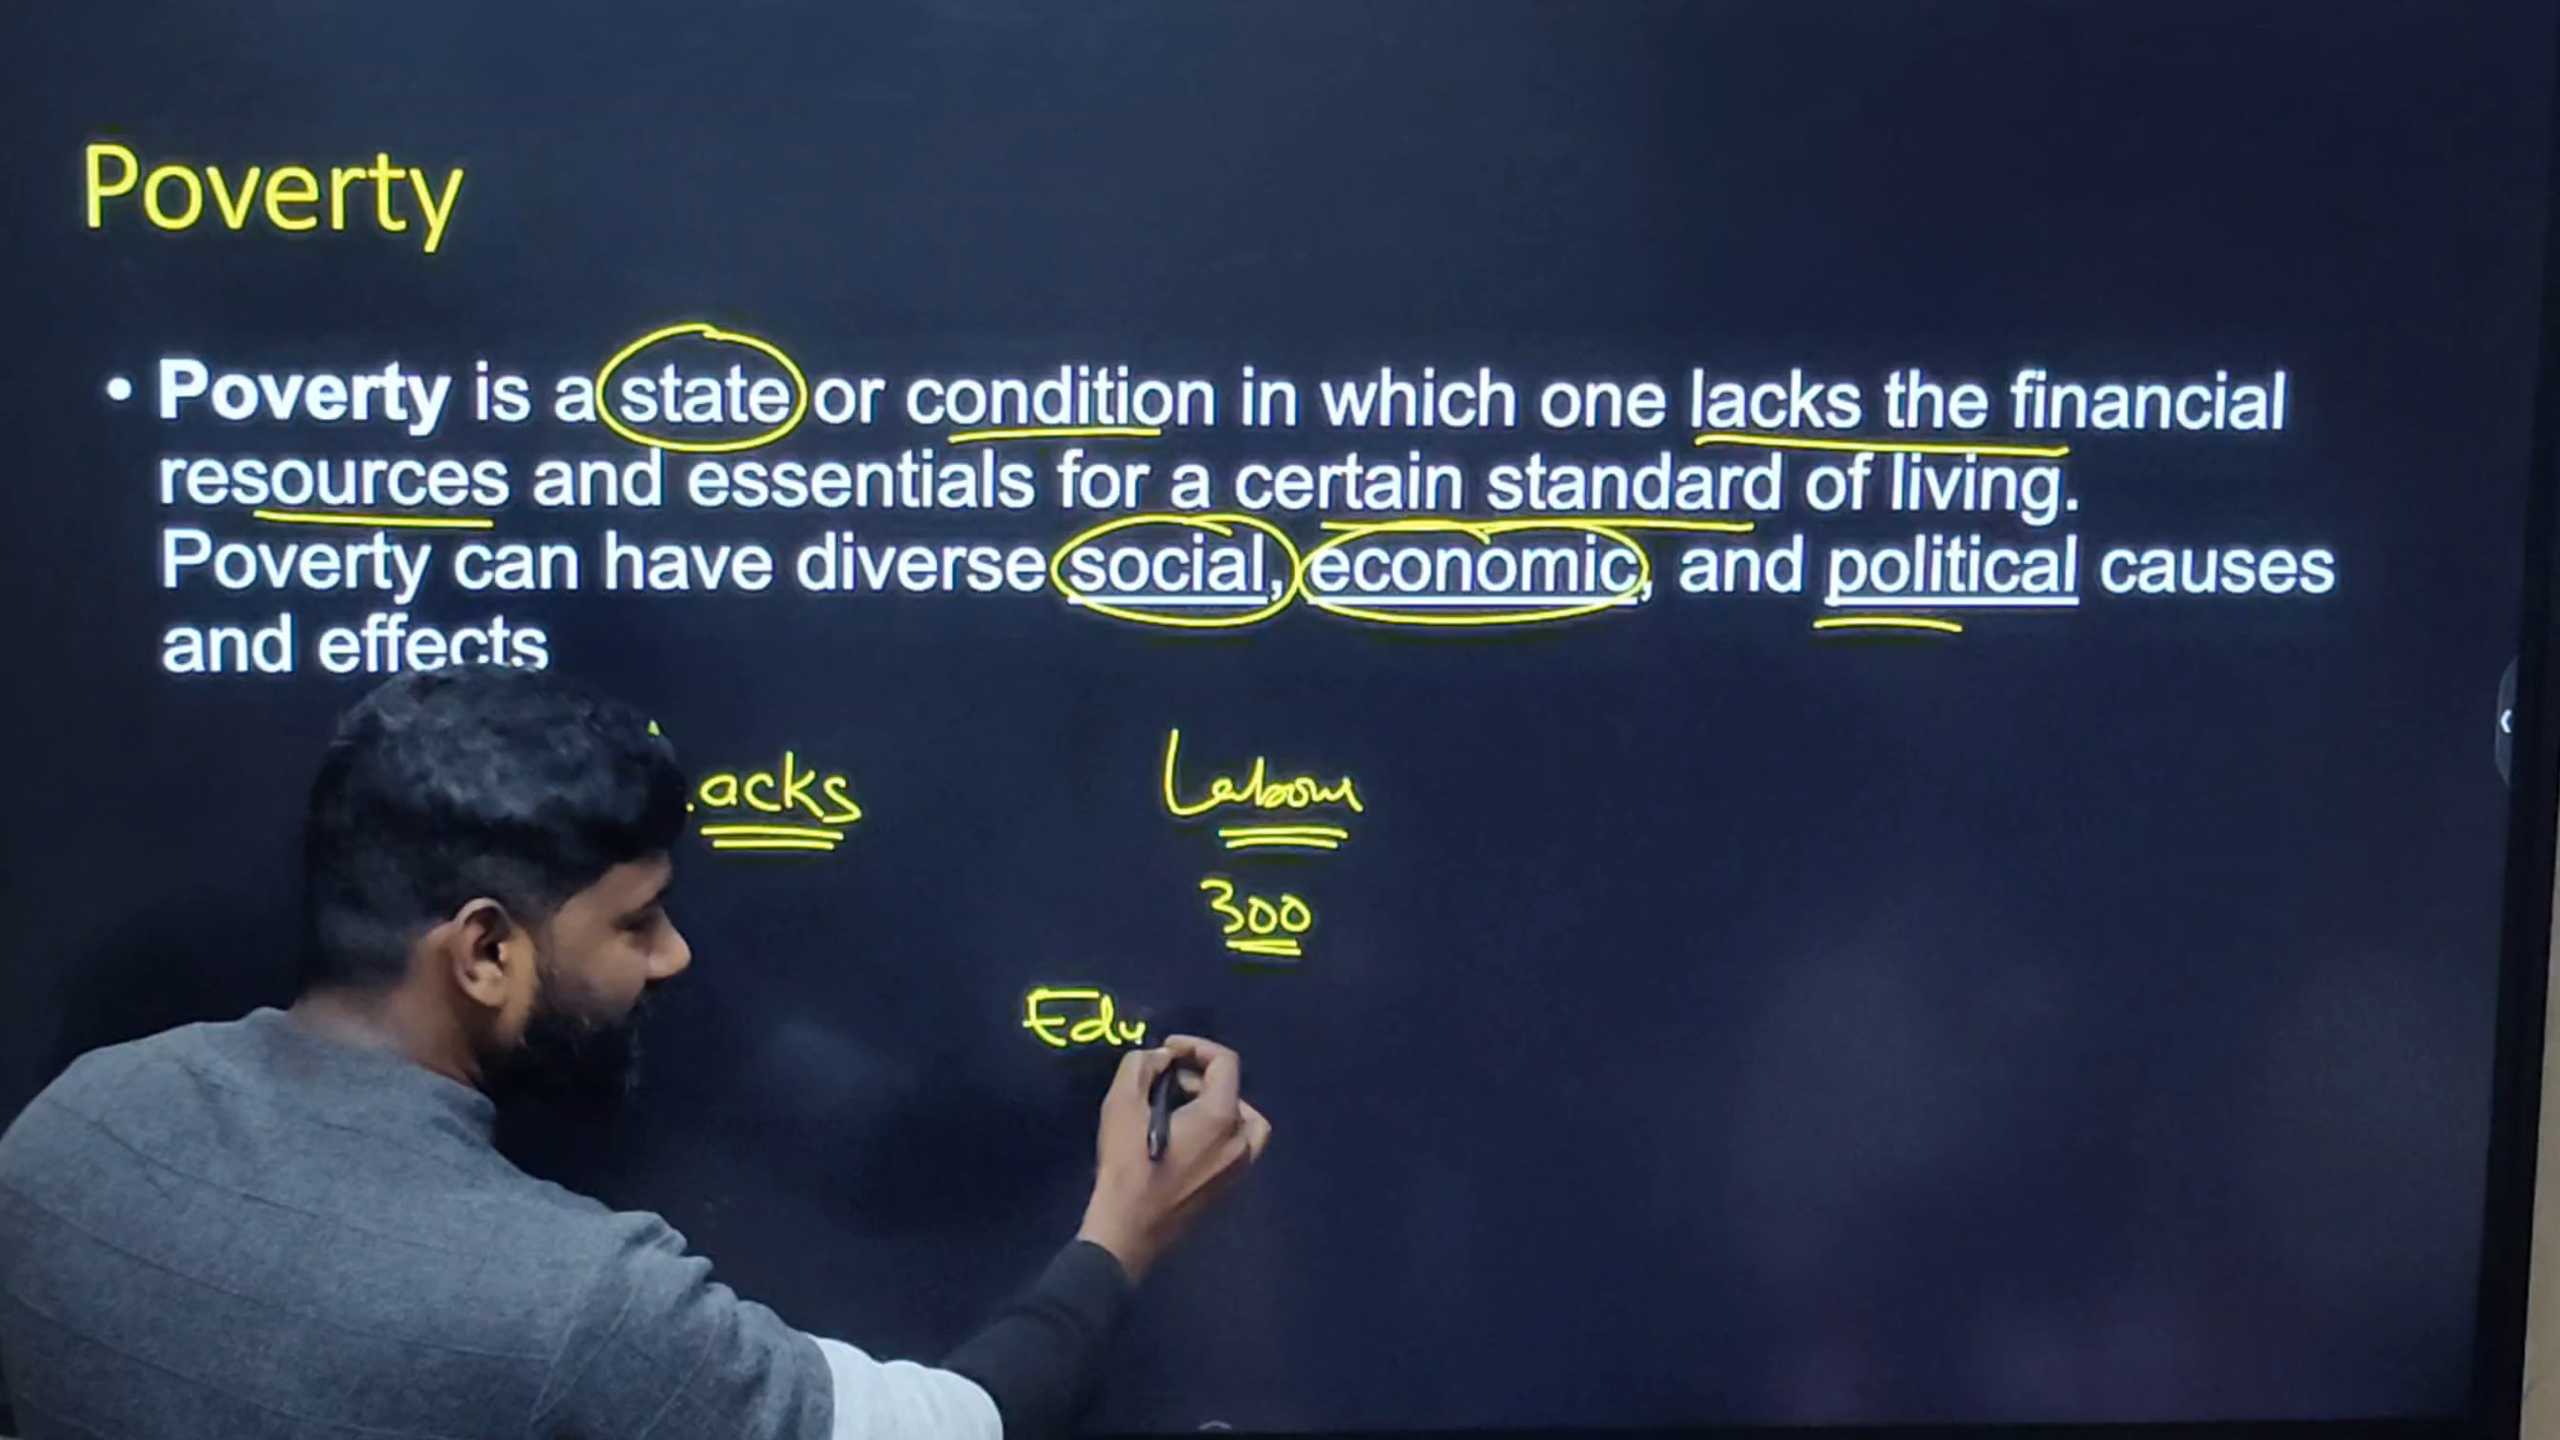 Poverty
• Poverty is a state or condition in which one lacks the financial
resources and essentials for a certain standard of living.
Poverty can have diverse social, economic, and political causes
and effects
acks Labour
300
Edu